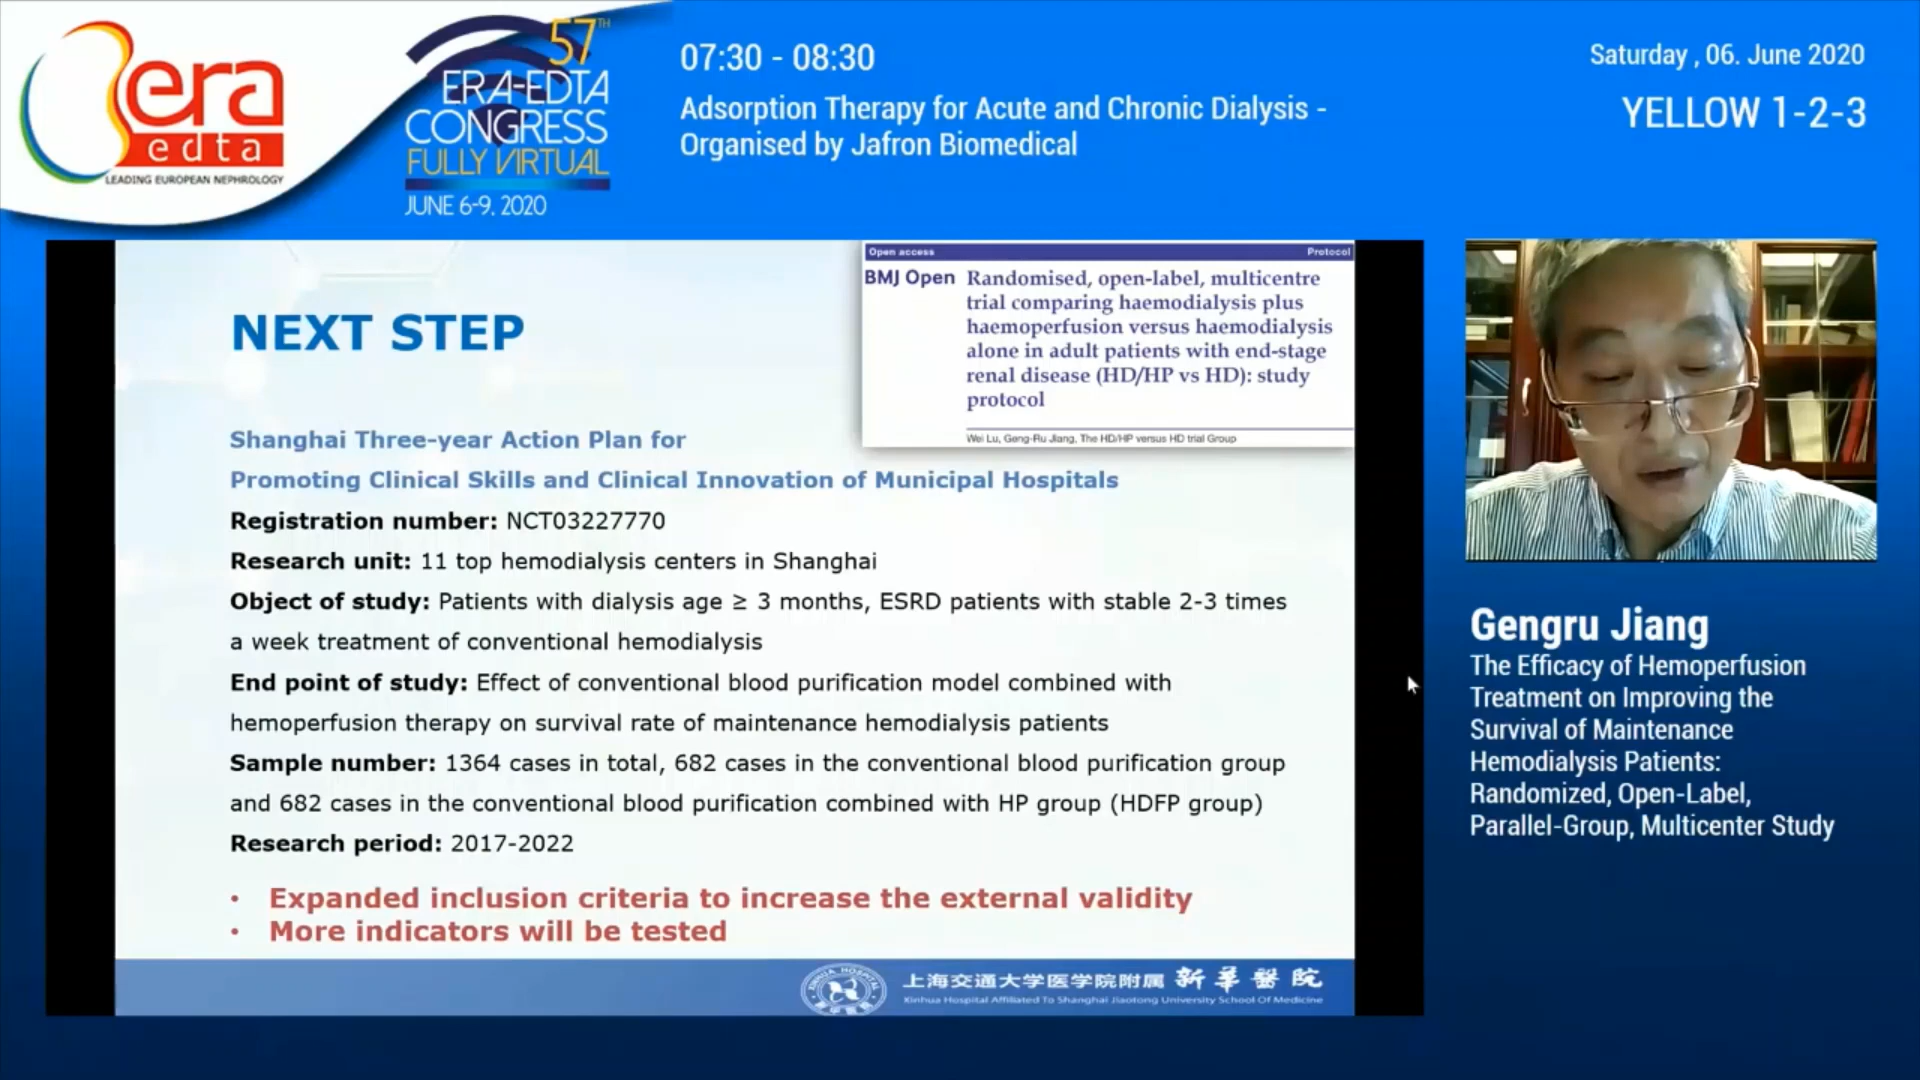 era
edta
LEADING EUROPEAN NEPHROLOGY
57TH
ERA-EDTA
CONGRESS
FULLY VIRTUAL
JUNE 6-9, 2020
07:30 - 08:30
Adsorption Therapy for Acute and Chronic Dialysis -
Organised by Jafron Biomedical
Saturday , 06. June 2020
YELLOW 1-2-3
Open access
Protocol
BMJ Open
Randomised, open-label, multicentre
trial comparing haemodialysis plus
haemoperfusion versus haemodialysis
alone in adult patients with end-stage
renal disease (HD/HP vs HD): study
protocol
Wei Lu, Geng-Ru Jiang, The HD/HP versus HD trial Group
NEXT STEP
Shanghai Three-year Action Plan for
Promoting Clinical Skills and Clinical Innovation of Municipal Hospitals
Registration number: NCT03227770
Research unit: 11 top hemodialysis centers in Shanghai
Object of study: Patients with dialysis age ≥ 3 months, ESRD patients with stable 2-3 times
a week treatment of conventional hemodialysis
End point of study: Effect of conventional blood purification model combined with
hemoperfusion therapy on survival rate of maintenance hemodialysis patients
Sample number: 1364 cases in total, 682 cases in the conventional blood purification group
and 682 cases in the conventional blood purification combined with HP group (HDFP group)
Research period: 2017-2022
• Expanded inclusion criteria to increase the external validity
• More indicators will be tested
XINHUA HOSPITAL
上海交通大学医学院附属 新華醫院
Xinhua Hospital Affiliated To Shanghai Jiaotong University School Of Medicine
Gengru Jiang
The Efficacy of Hemoperfusion
Treatment on Improving the
Survival of Maintenance
Hemodialysis Patients:
Randomized, Open-Label,
Parallel-Group, Multicenter Study